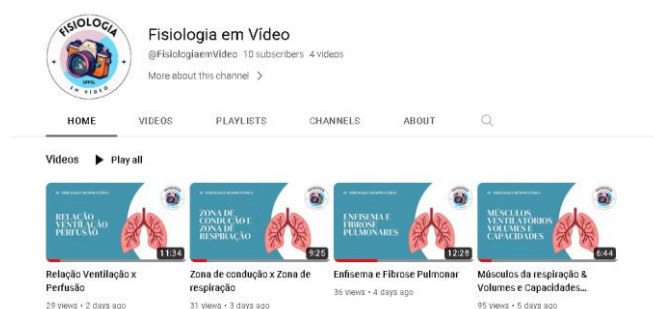 FISIOLOGIA
EM VÍDEO
Fisiologia em Vídeo
@FisiologiaemVideo 10 subscribers 4 videos
More about this channel
HOME VIDEOS PLAYLISTS CHANNELS ABOUT
Videos Play all
RELAÇÃO
VENTILAÇÃO
PERFUSÃO
11:34
ZONA DE
CONDUÇÃO E
ZONA DE
RESPIRAÇÃO
9:25
ENFISEMA E
FIBROSE
PULMONARES
12:28
MÚSCULOS
VENTILATÓRIOS
VOLUMES E
CAPACIDADES
6:44
Relação Ventilação x
Perfusão
29 views • 2 days ago
Zona de condução x Zona de
respiração
31 views • 3 days ago
Enfisema e Fibrose Pulmonar
36 views • 4 days ago
Músculos da respiração &
Volumes e Capacidades...
95 views • 5 days ago